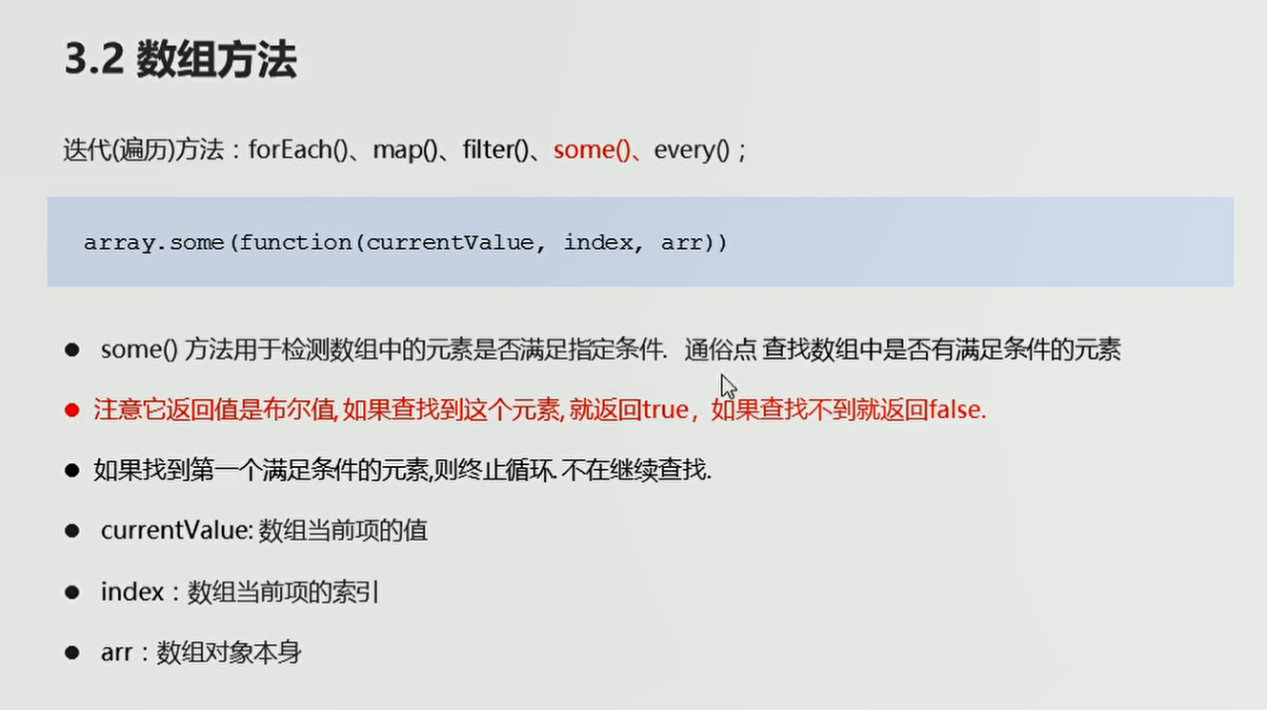 3.2 数组方法
迭代(遍历)方法：forEach()、map()、filter()、some()、every()；
array.some(function(currentValue, index, arr))
● some() 方法用于检测数组中的元素是否满足指定条件. 通俗点 查找数组中是否有满足条件的元素
● 注意它返回值是布尔值, 如果查找到这个元素, 就返回true，如果查找不到就返回false.
● 如果找到第一个满足条件的元素,则终止循环. 不在继续查找.
● currentValue: 数组当前项的值
● index：数组当前项的索引
● arr：数组对象本身